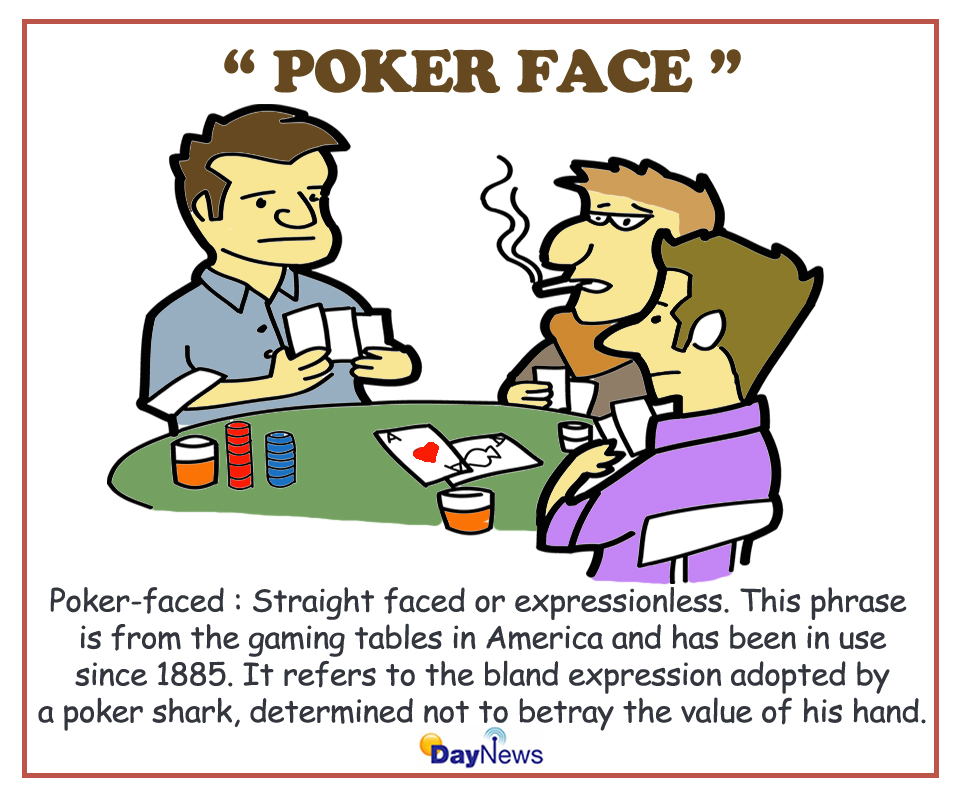 “ POKER FACE ”
A
A
A
Poker-faced : Straight faced or expressionless. This phrase
is from the gaming tables in America and has been in use
since 1885. It refers to the bland expression adopted by
a poker shark, determined not to betray the value of his hand.
DayNews